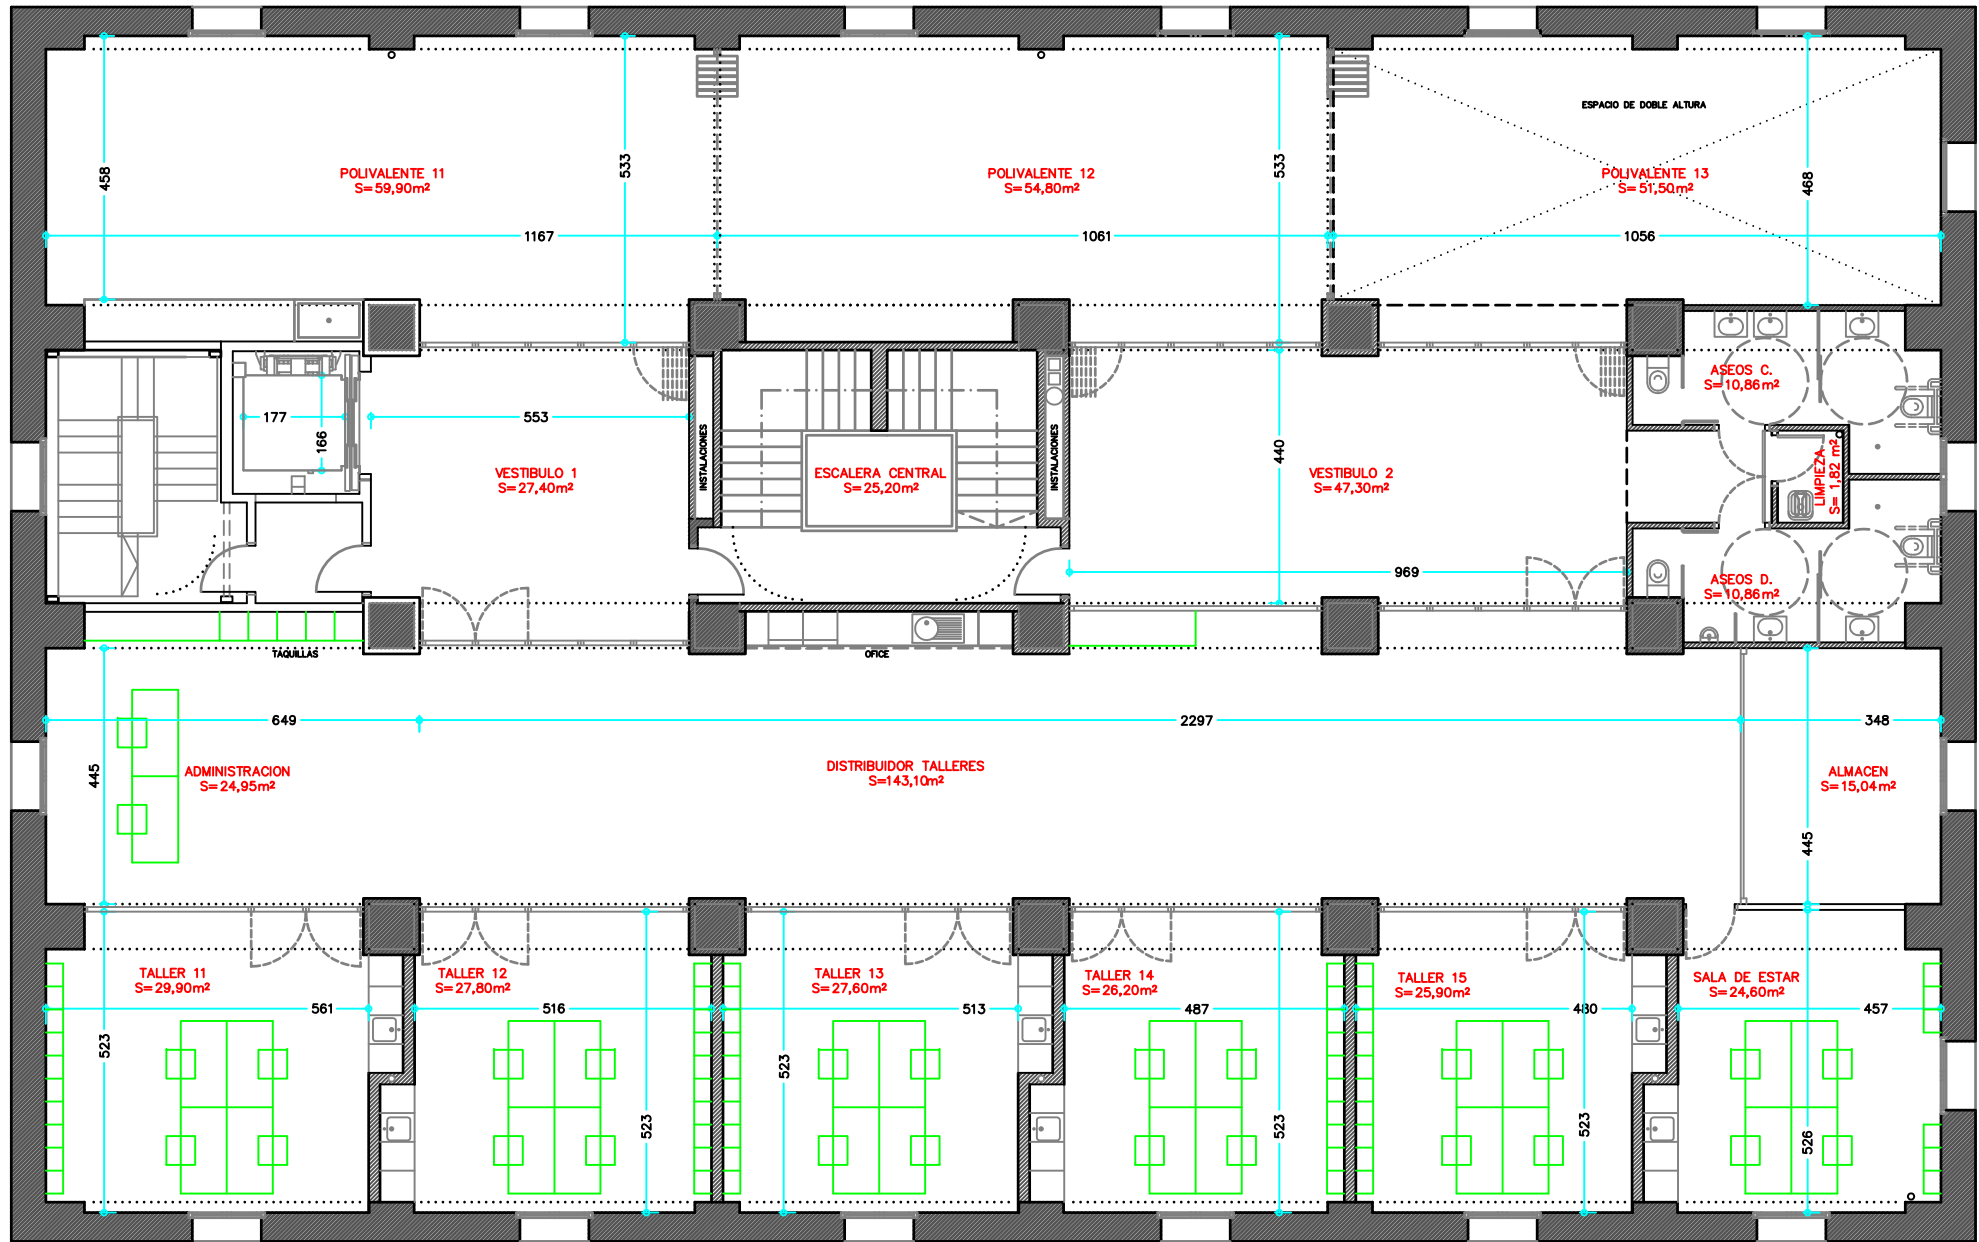 ESPACIO DE DOBLE ALTURA
458
POLIVALENTE 11
S=59,90m²
533
POLIVALENTE 12
S=54,80m²
533
POLIVALENTE 13
S=51,50m²
468
1167
1061
1056
177
166
553
VESTIBULO 1
S=27,40m²
INSTALACIONES
ESCALERA CENTRAL
S=25,20m²
INSTALACIONES
440
VESTIBULO 2
S=47,30m²
969
ASEOS C.
S=10,86m²
LIMPIEZA
S= 1,82 m²
ASEOS D.
S=10,86m²
TAQUILLAS
OFICE
649
2297
348
445
ADMINISTRACION
S=24,95m²
DISTRIBUIDOR TALLERES
S=143,10m²
ALMACEN
S=15,04m²
445
TALLER 11
S=29,90m²
TALLER 12
S=27,80m²
TALLER 13
S=27,60m²
TALLER 14
S=26,20m²
TALLER 15
S=25,90m²
SALA DE ESTAR
S=24,60m²
561
516
513
487
480
457
523
523
523
523
523
526